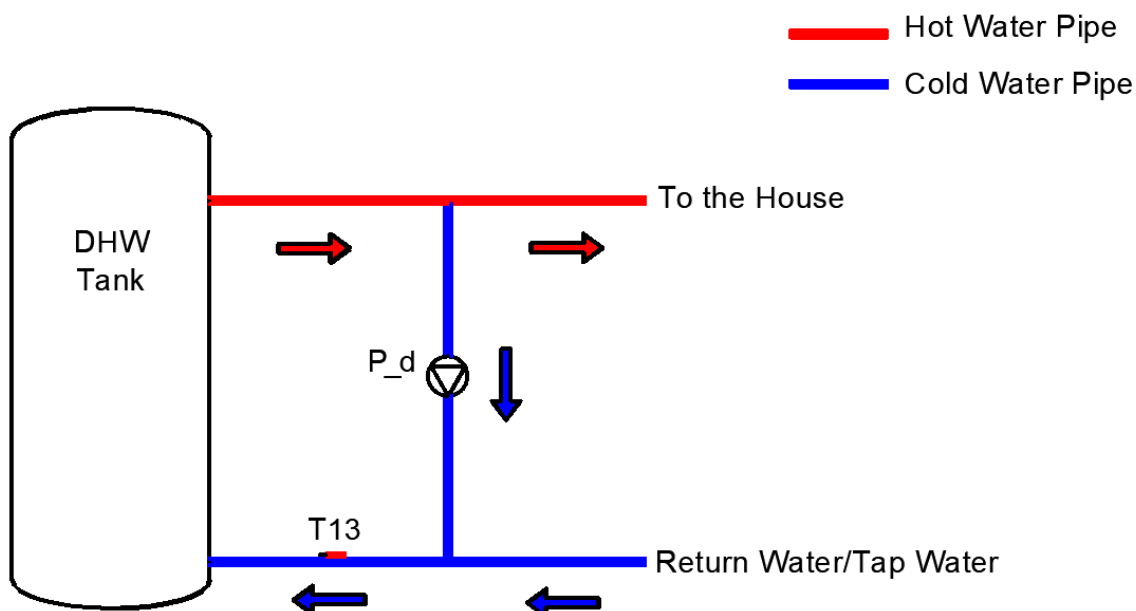 Hot Water Pipe
Cold Water Pipe
To the House
DHW
Tank
P_d
T13
Return Water/Tap Water